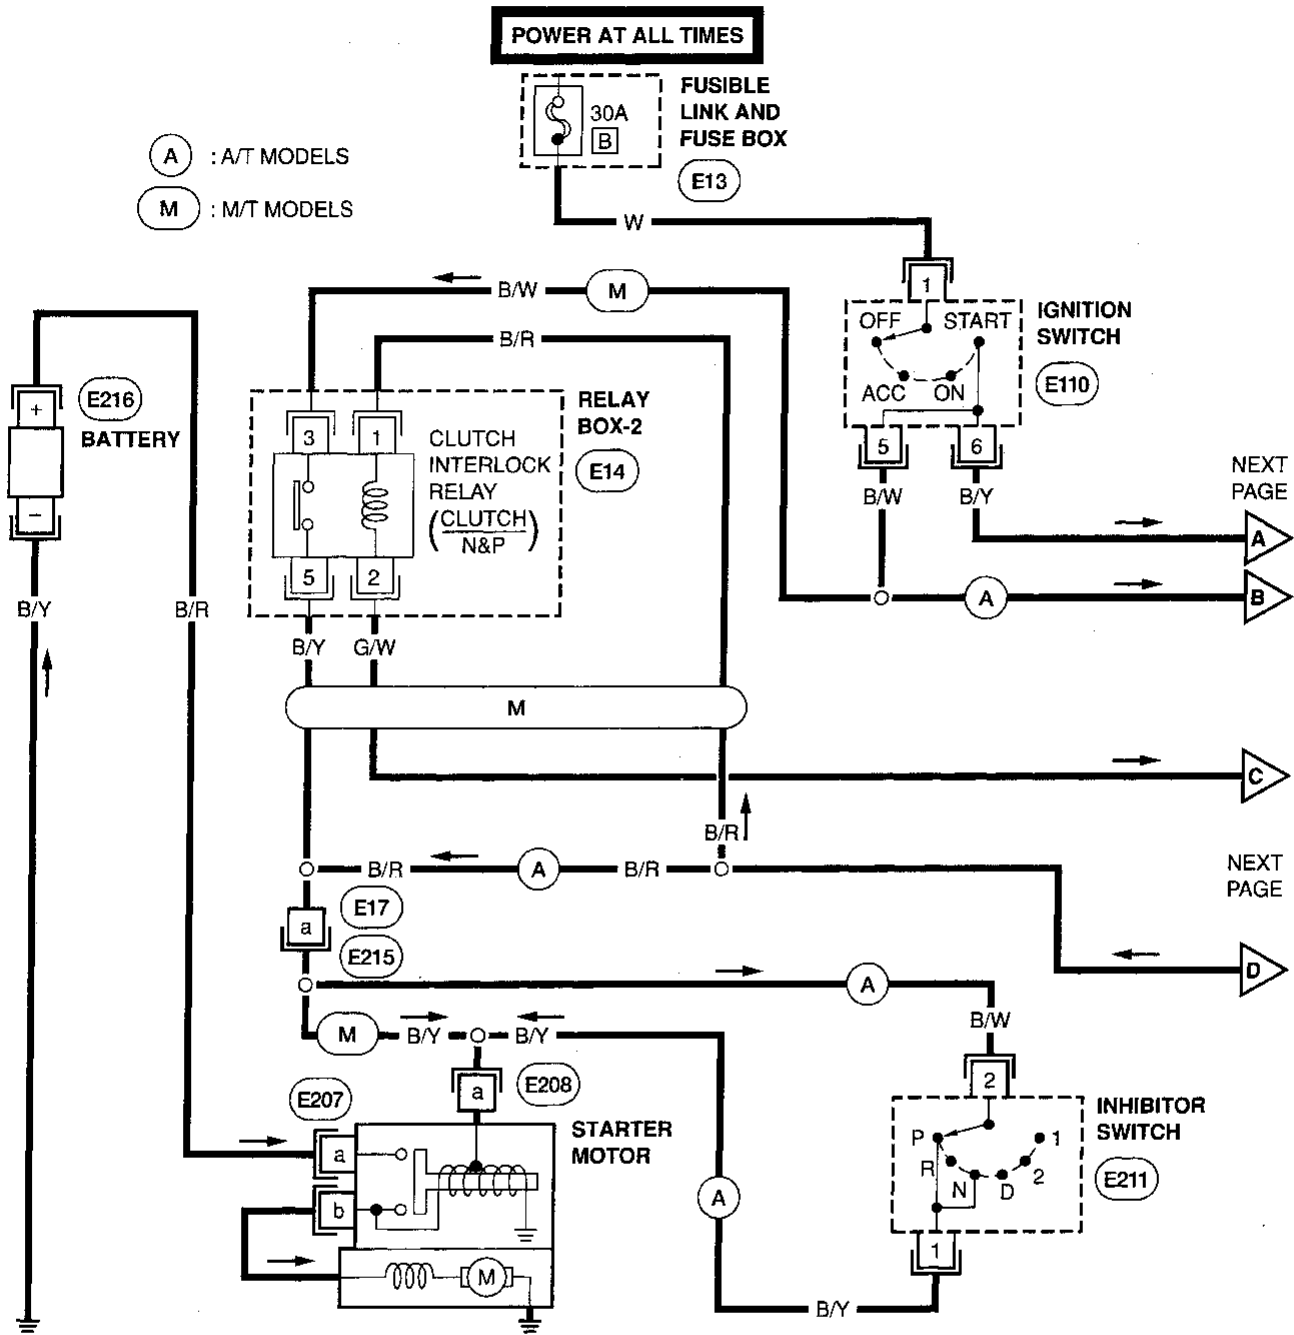 POWER AT ALL TIMES
FUSIBLE
LINK AND
FUSE BOX
30A
B
E13
A : A/T MODELS
M : M/T MODELS
W
B/W
M
1
OFF START
ACC ON
IGNITION
SWITCH
E110
B/R
+
E216
BATTERY
−
RELAY
BOX-2
E14
3
1
CLUTCH
INTERLOCK
RELAY
(CLUTCH/N&P)
5
2
5
6
B/W
B/Y
NEXT
PAGE
A
A
B
B/Y
B/R
B/Y
G/W
M
C
B/R
B/R
A
B/R
NEXT
PAGE
E17
a
E215
D
A
B/W
M
B/Y
B/Y
E207
a
E208
2
INHIBITOR
SWITCH
E211
P
R
N
D
2
1
STARTER
MOTOR
a
b
A
1
M
B/Y